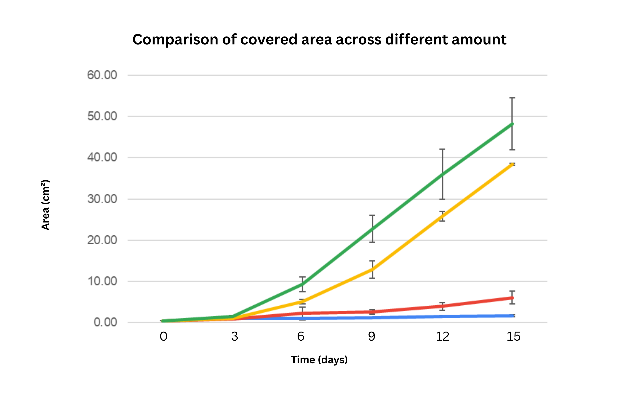 Comparison of covered area across different amount
60.00
50.00
40.00
30.00
20.00
10.00
0.00
Area (cm²)
0 3 6 9 12 15
Time (days)